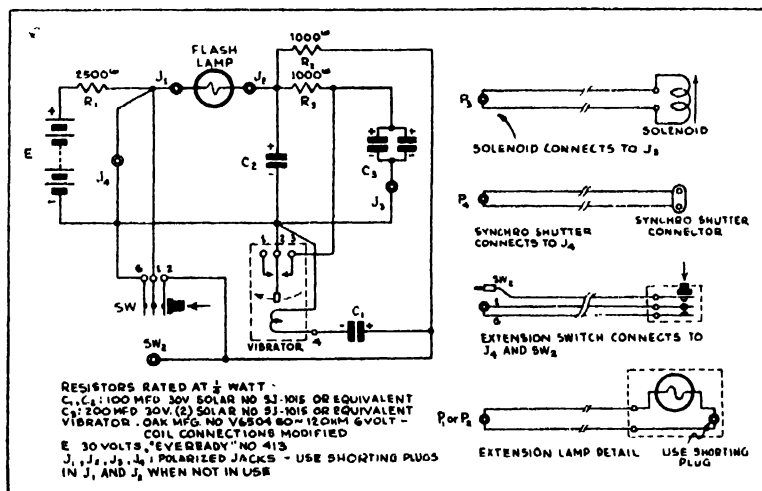 FLASH
LAMP
1000ω
R₂
2500ω
R₁
J₁
J₂
1000ω
R₃
E
J₄
C₂
C₃
J₃
6 1 2
SW
SW₂
1 2 3
VIBRATOR
4
C₁
P₃
SOLENOID
SOLENOID CONNECTS TO J₃
P₄
SYNCHRO SHUTTER
CONNECTS TO J₄
SYNCHRO SHUTTER
CONNECTOR
SW₂
6
EXTENSION SWITCH CONNECTS TO
J₄ AND SW₂
P₁ or P₂
EXTENSION LAMP DETAIL
USE SHORTING
PLUG
RESISTORS RATED AT ½ WATT -
C₁, C₂: 100 MFD 30V SOLAR NO SJ-1015 OR EQUIVALENT
C₃: 200 MFD 30V. (2) SOLAR NO SJ-1015 OR EQUIVALENT
VIBRATOR. OAK MFG. NO V6504 60~ 120HM 6VOLT -
COIL CONNECTIONS MODIFIED
E 30 VOLTS, "EVEREADY" NO 413
J₁, J₂, J₃, J₄: POLARIZED JACKS - USE SHORTING PLUGS
IN J₁ AND J₂ WHEN NOT IN USE